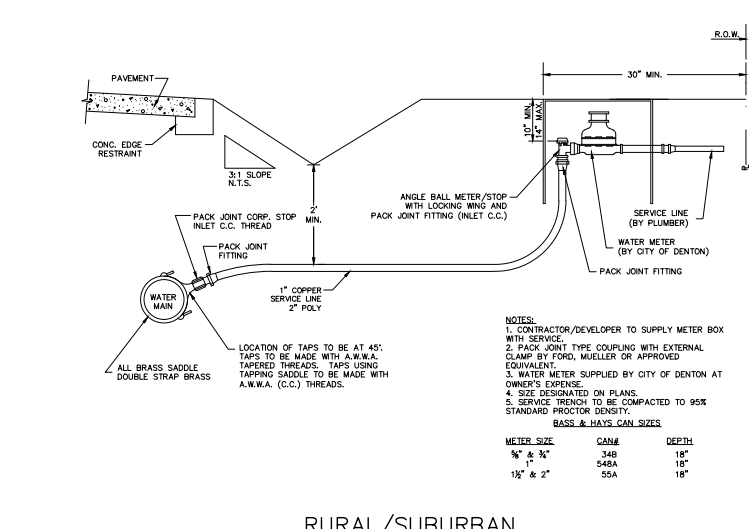 R.O.W.
30" MIN.
PAVEMENT
10" MIN.
14" MAX.
CONC. EDGE
RESTRAINT
3:1 SLOPE
N.T.S.
2'
MIN.
ANGLE BALL METER/STOP
WITH LOCKING WING AND
PACK JOINT FITTING (INLET C.C.)
SERVICE LINE
(BY PLUMBER)
WATER METER
(BY CITY OF DENTON)
PACK JOINT FITTING
PACK JOINT CORP. STOP
INLET C.C. THREAD
PACK JOINT
FITTING
1" COPPER
SERVICE LINE
2" POLY
WATER
MAIN
ALL BRASS SADDLE
DOUBLE STRAP BRASS
LOCATION OF TAPS TO BE AT 45°.
TAPS TO BE MADE WITH A.W.W.A.
TAPERED THREADS. TAPS USING
TAPPING SADDLE TO BE MADE WITH
A.W.W.A. (C.C.) THREADS.
NOTES:
1. CONTRACTOR/DEVELOPER TO SUPPLY METER BOX
WITH SERVICE.
2. PACK JOINT TYPE COUPLING WITH EXTERNAL
CLAMP BY FORD, MUELLER OR APPROVED
EQUIVALENT.
3. WATER METER SUPPLIED BY CITY OF DENTON AT
OWNER'S EXPENSE.
4. SIZE DESIGNATED ON PLANS.
5. SERVICE TRENCH TO BE COMPACTED TO 95%
STANDARD PROCTOR DENSITY.
BASS & HAYS CAN SIZES
METER SIZE CAN# DEPTH
⅝" & ¾" 34B 18"
1" 548A 18"
1½" & 2" 55A 18"
RURAL/SUBURBAN